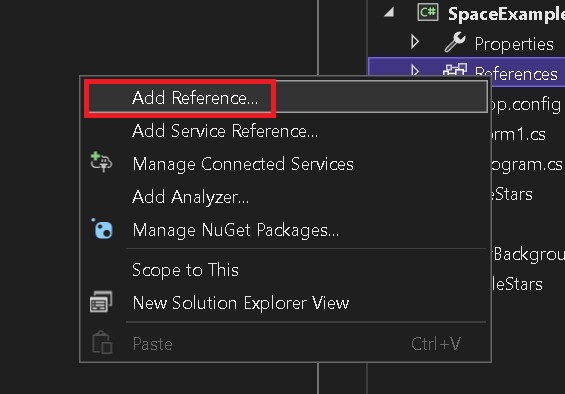 C# SpaceExample
Properties
References
Add Reference...
Add Service Reference...
Manage Connected Services
Add Analyzer...
Manage NuGet Packages...
Scope to This
New Solution Explorer View
Paste Ctrl+V
pp.config
orm1.cs
ogram.cs
eStars
rBackgrou
leStars